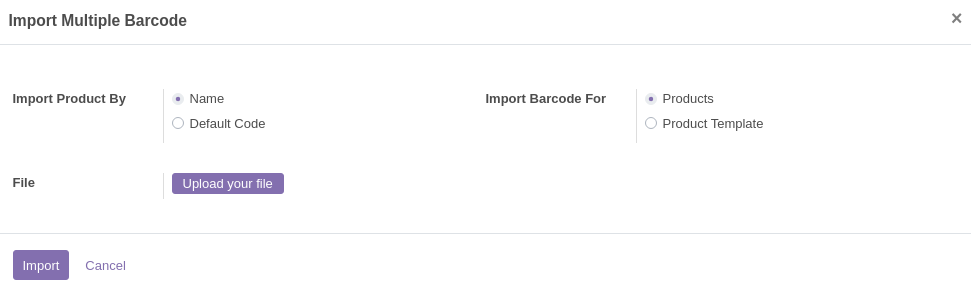 Import Multiple Barcode ×
Import Product By
Name
Default Code
Import Barcode For
Products
Product Template
File
Upload your file
Import Cancel